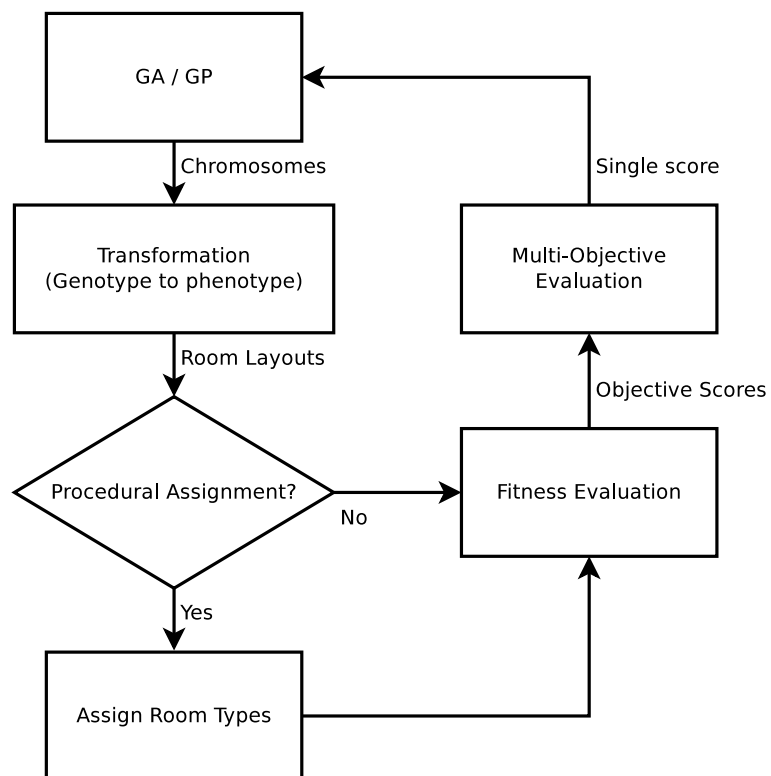 GA / GP
Chromosomes
Single score
Transformation
(Genotype to phenotype)
Multi-Objective
Evaluation
Room Layouts
Objective Scores
Procedural Assignment?
Fitness Evaluation
No
Yes
Assign Room Types